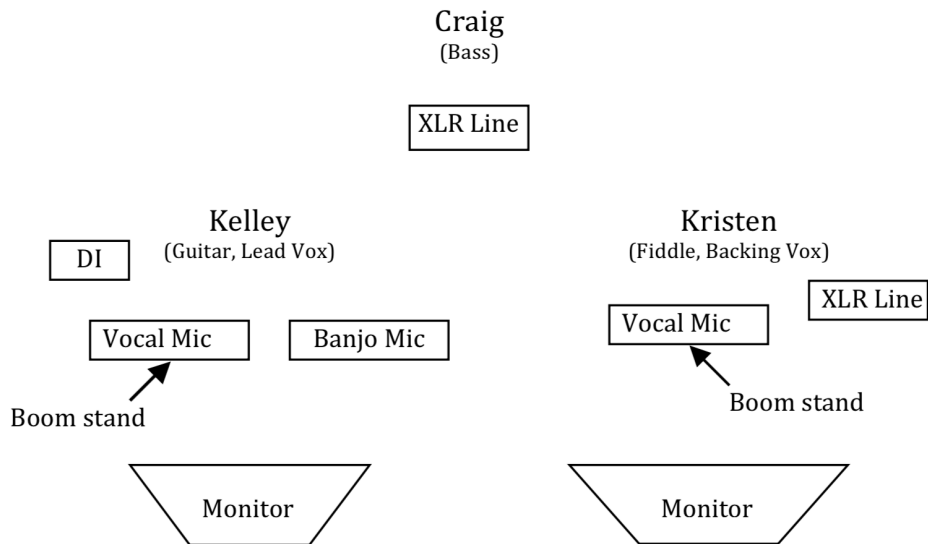 Craig
(Bass)
XLR Line
Kelley
(Guitar, Lead Vox)
DI
Vocal Mic
Banjo Mic
Boom stand
Monitor
Kristen
(Fiddle, Backing Vox)
XLR Line
Vocal Mic
Boom stand
Monitor